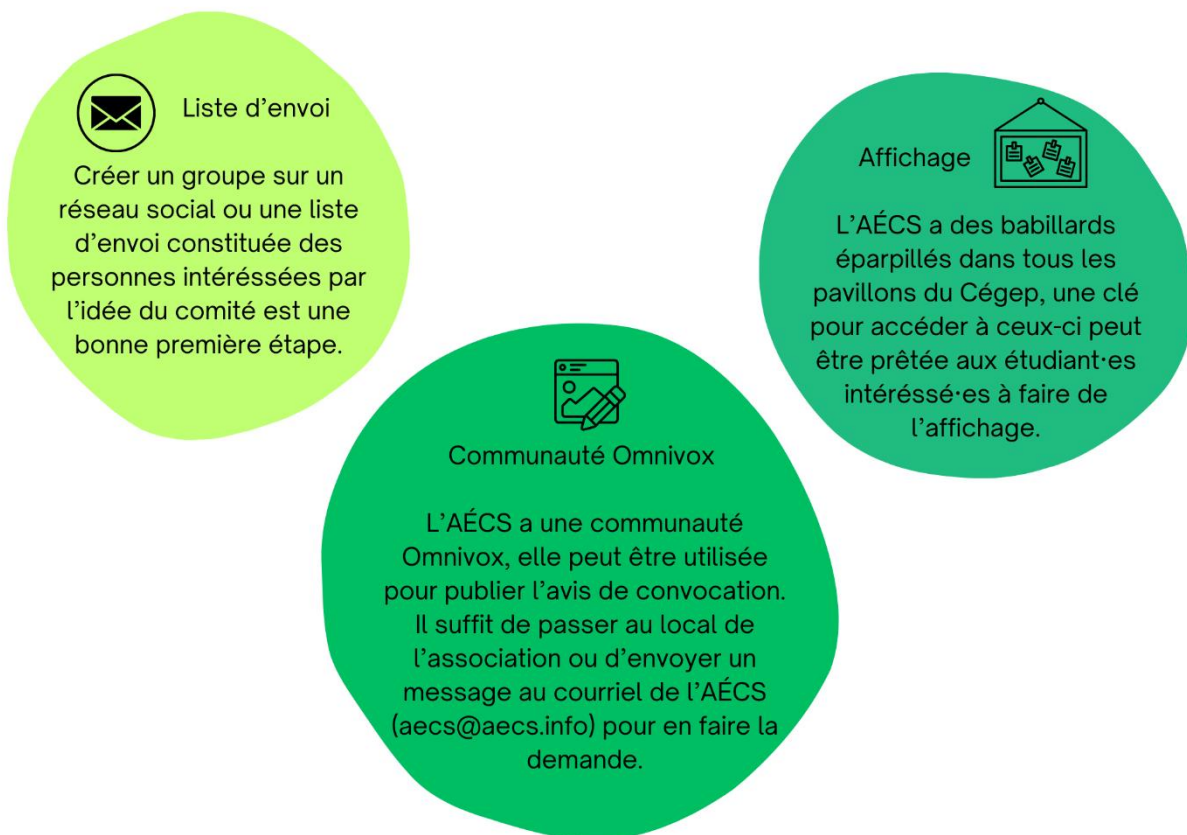 Liste d’envoi
Créer un groupe sur un
réseau social ou une liste
d’envoi constituée des
personnes intéréssées par
l’idée du comité est une
bonne première étape.
Affichage
L’AÉCS a des babillards
éparpillés dans tous les
pavillons du Cégep, une clé
pour accéder à ceux-ci peut
être prêtée aux étudiant·es
intéréssé·es à faire de
l’affichage.
Communauté Omnivox
L’AÉCS a une communauté
Omnivox, elle peut être utilisée
pour publier l’avis de convocation.
Il suffit de passer au local de
l’association ou d’envoyer un
message au courriel de l’AÉCS
(aecs@aecs.info) pour en faire la
demande.